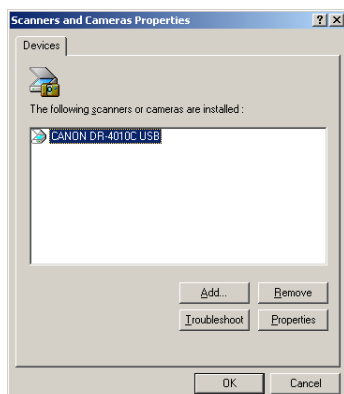 Scanners and Cameras Properties
Devices
The following scanners or cameras are installed :
CANON DR-4010C USB
Add...
Remove
Troubleshoot
Properties
OK
Cancel